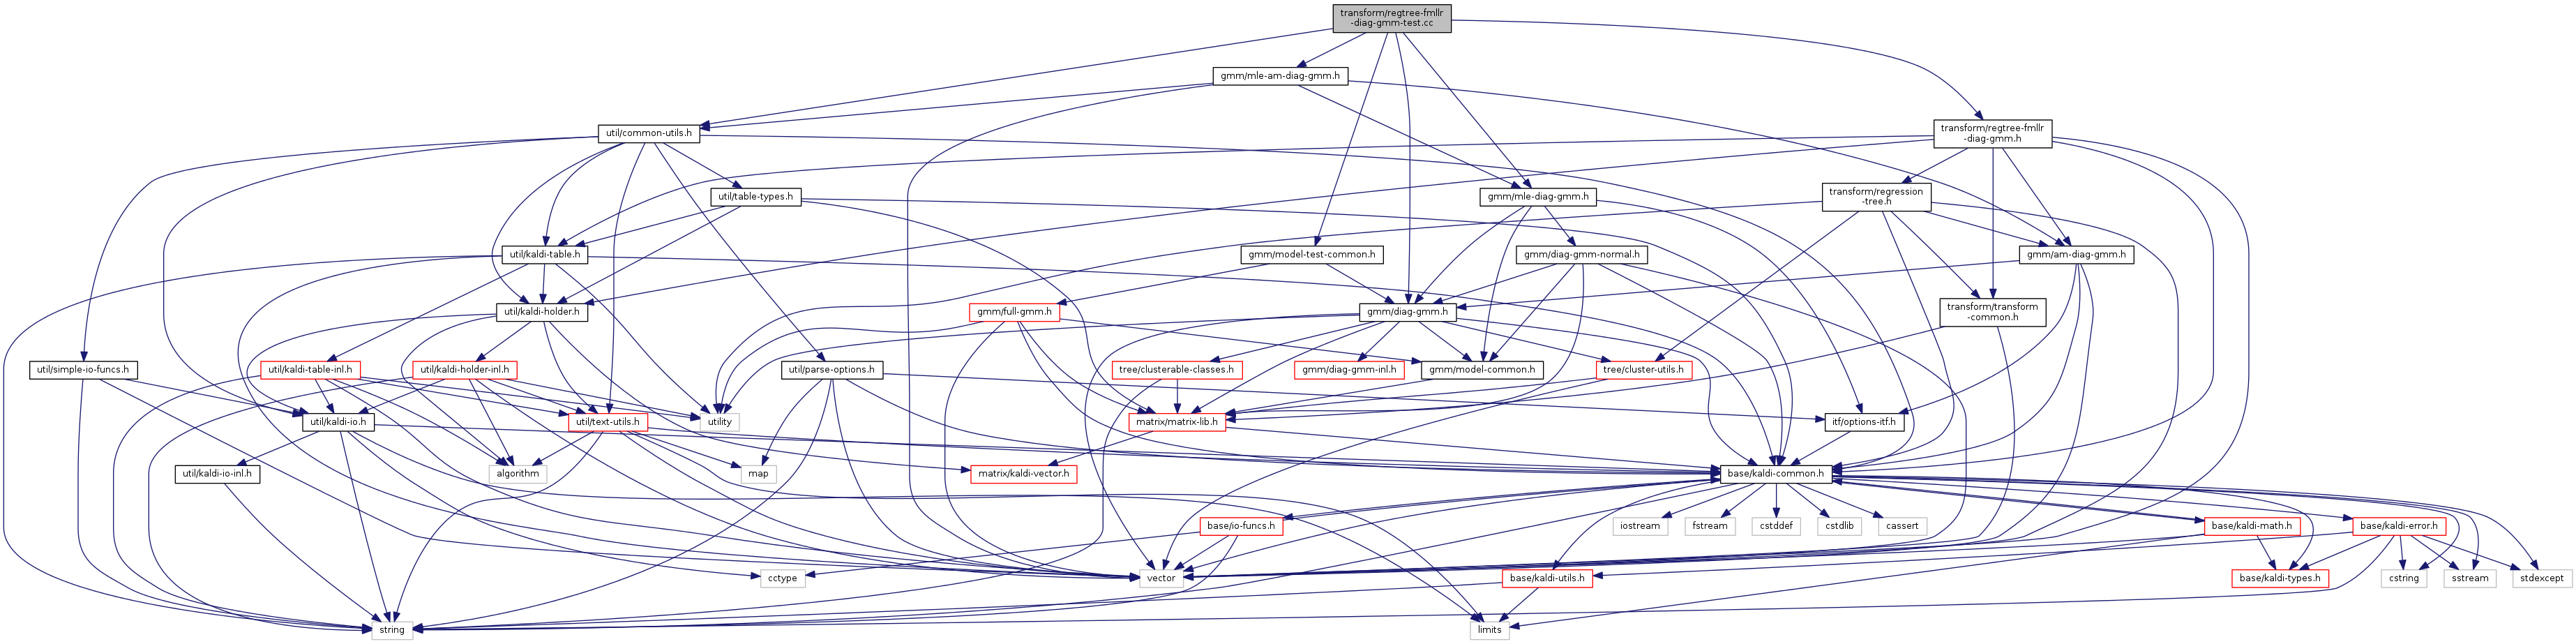 transform/regtree-fmllr
-diag-gmm-test.cc
gmm/mle-am-diag-gmm.h
util/common-utils.h
transform/regtree-fmllr
-diag-gmm.h
util/table-types.h
gmm/mle-diag-gmm.h
transform/regression
-tree.h
util/kaldi-table.h
gmm/model-test-common.h
gmm/diag-gmm-normal.h
gmm/am-diag-gmm.h
util/kaldi-holder.h
gmm/full-gmm.h
gmm/diag-gmm.h
transform/transform
-common.h
util/simple-io-funcs.h
util/kaldi-table-inl.h
util/kaldi-holder-inl.h
util/parse-options.h
tree/clusterable-classes.h
gmm/diag-gmm-inl.h
gmm/model-common.h
tree/cluster-utils.h
util/kaldi-io.h
util/text-utils.h
utility
matrix/matrix-lib.h
itf/options-itf.h
util/kaldi-io-inl.h
algorithm
map
matrix/kaldi-vector.h
base/kaldi-common.h
base/io-funcs.h
iostream
fstream
cstddef
cstdlib
cassert
base/kaldi-math.h
base/kaldi-error.h
cctype
vector
base/kaldi-utils.h
base/kaldi-types.h
cstring
sstream
stdexcept
string
limits